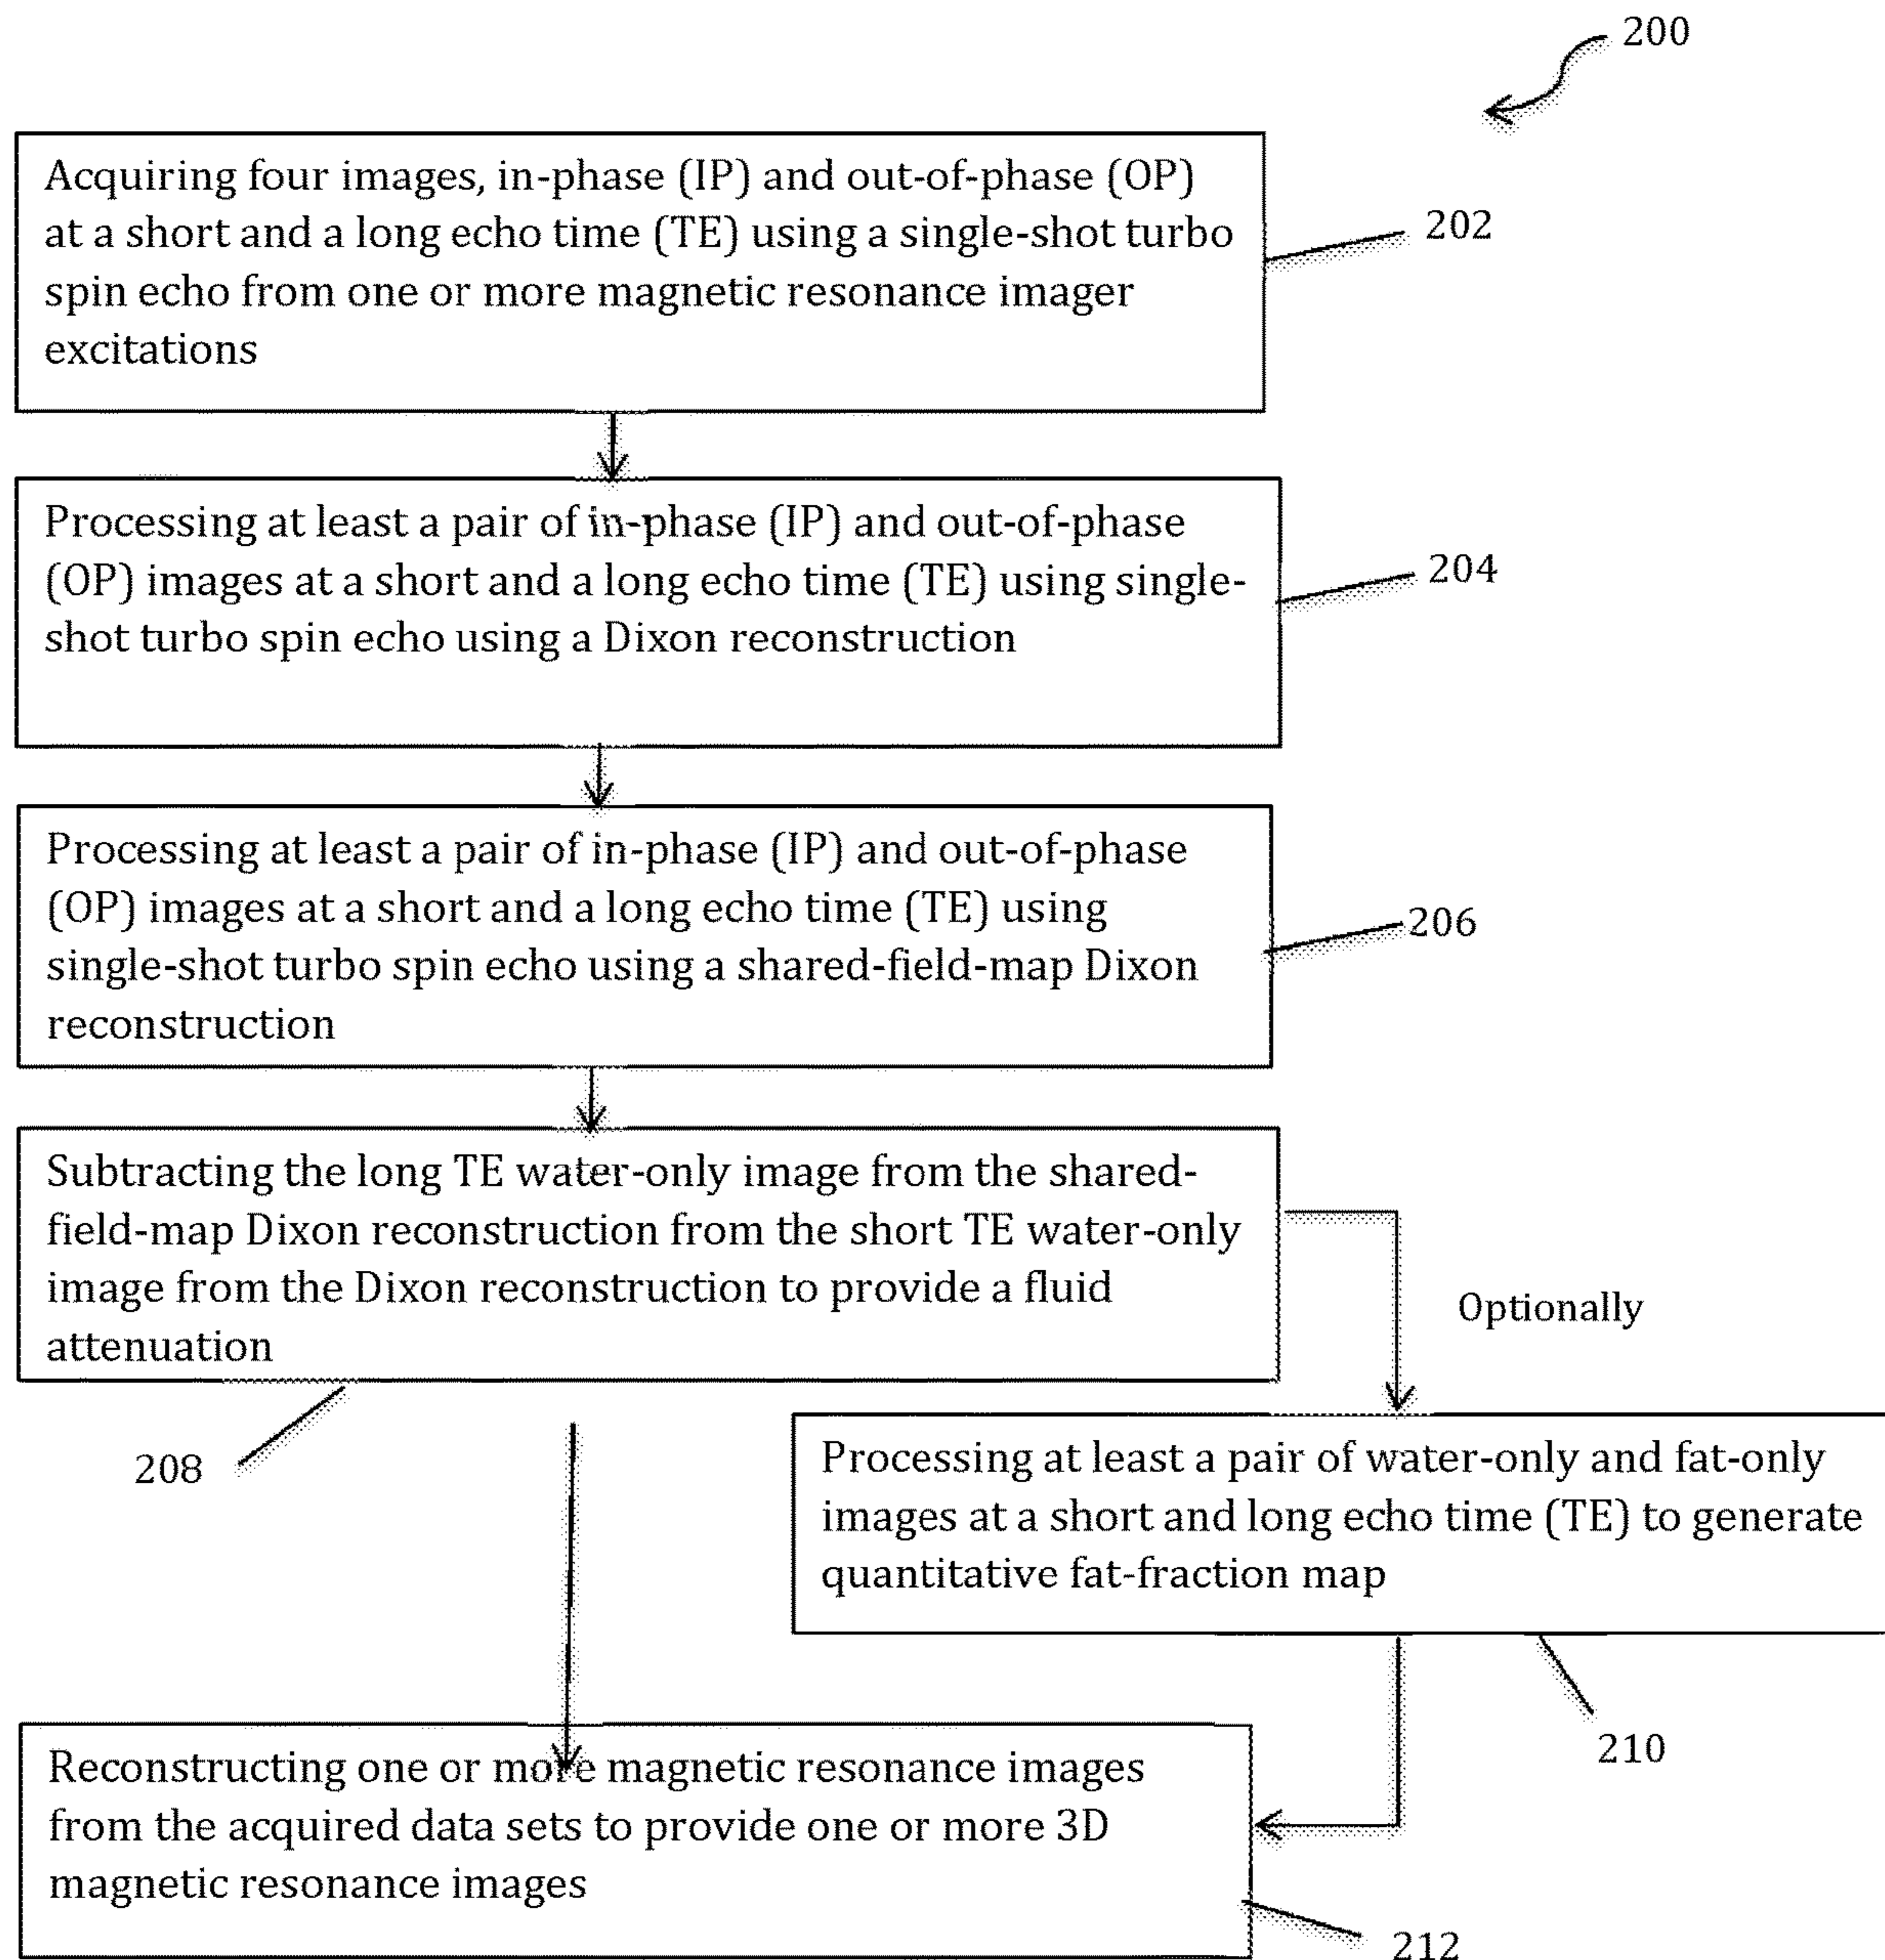 200
Acquiring four images, in-phase (IP) and out-of-phase (OP)
at a short and a long echo time (TE) using a single-shot turbo
spin echo from one or more magnetic resonance imager
excitations
202
Processing at least a pair of in-phase (IP) and out-of-phase
(OP) images at a short and a long echo time (TE) using single-
shot turbo spin echo using a Dixon reconstruction
204
Processing at least a pair of in-phase (IP) and out-of-phase
(OP) images at a short and a long echo time (TE) using
single-shot turbo spin echo using a shared-field-map Dixon
reconstruction
206
Subtracting the long TE water-only image from the shared-
field-map Dixon reconstruction from the short TE water-only
image from the Dixon reconstruction to provide a fluid
attenuation
208
Optionally
Processing at least a pair of water-only and fat-only
images at a short and long echo time (TE) to generate
quantitative fat-fraction map
210
Reconstructing one or more magnetic resonance images
from the acquired data sets to provide one or more 3D
magnetic resonance images
212